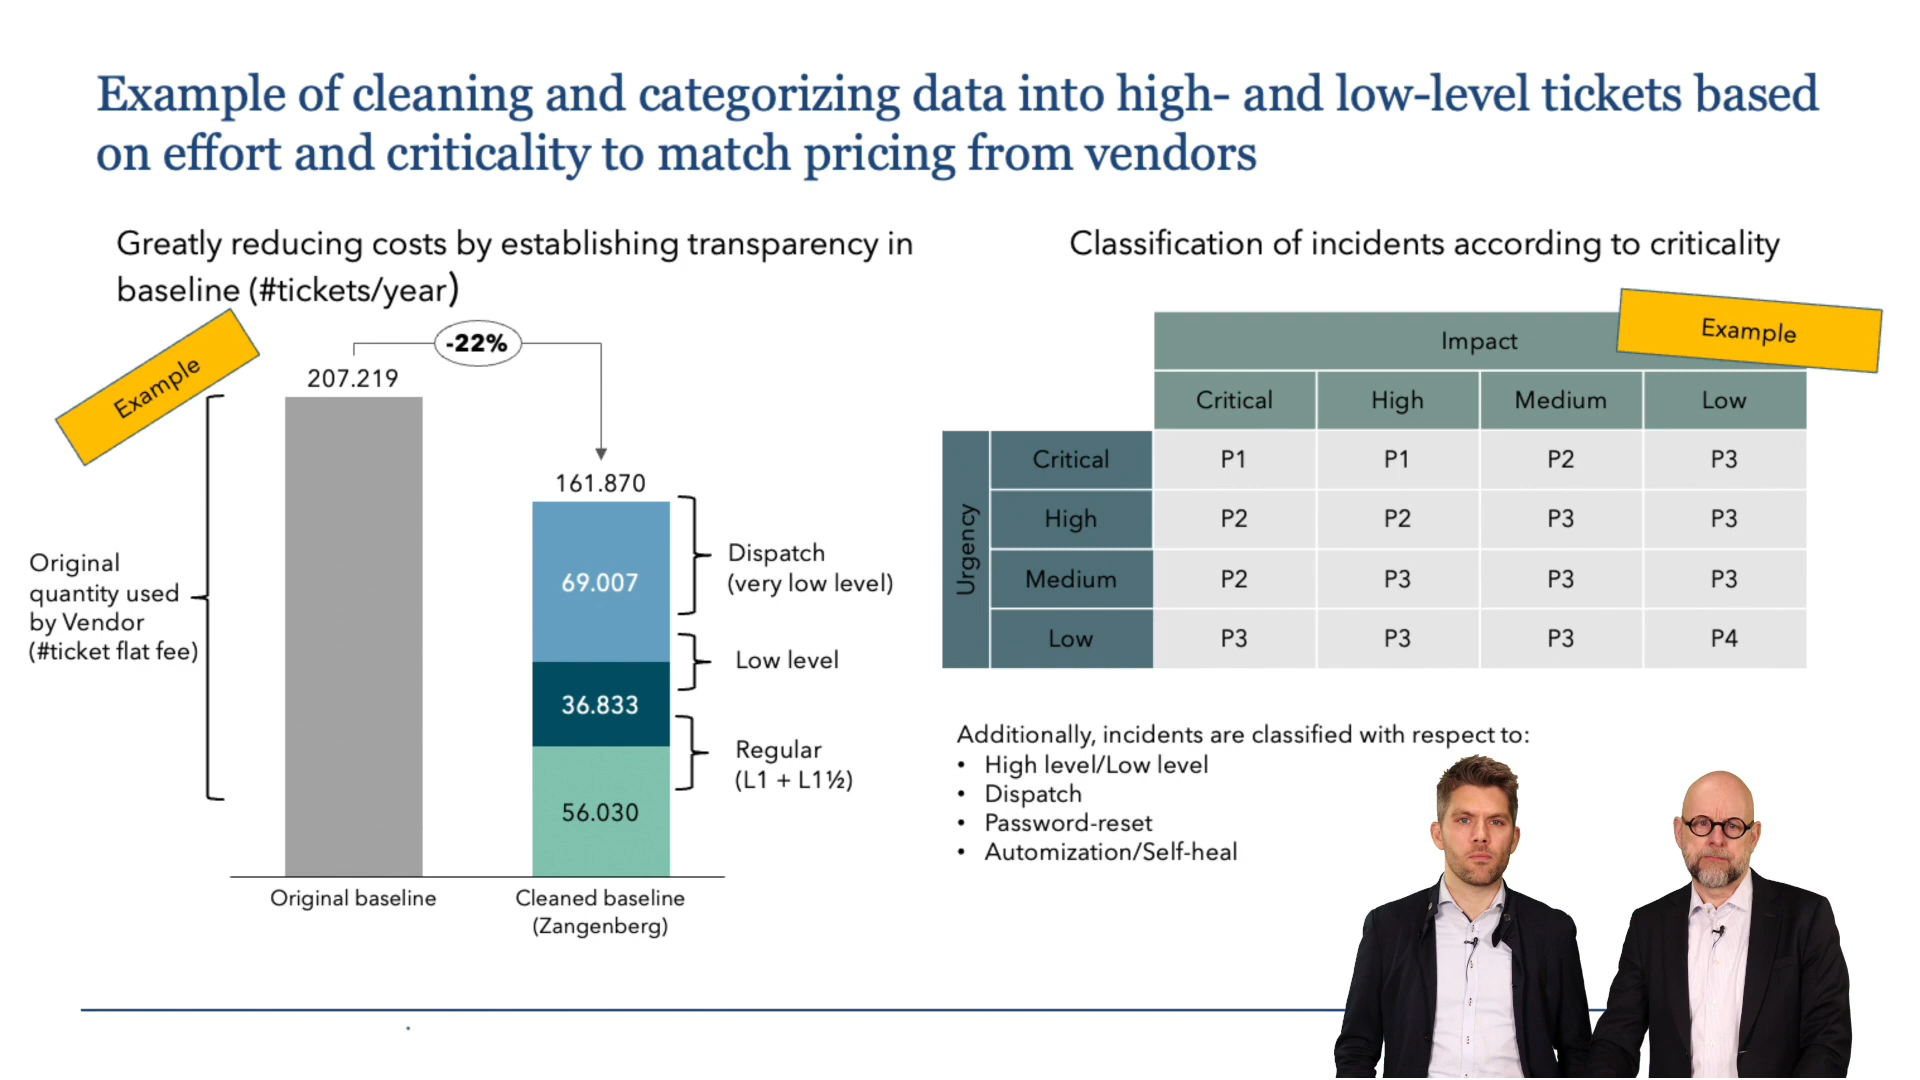 Example of cleaning and categorizing data into high- and low-level tickets based
on effort and criticality to match pricing from vendors
Greatly reducing costs by establishing transparency in
baseline (#tickets/year)
Example
-22%
207.219
161.870
Original
quantity used
by Vendor
(#ticket flat fee)
69.007
36.833
56.030
Dispatch
(very low level)
Low level
Regular
(L1 + L1½)
Original baseline
Cleaned baseline
(Zangenberg)
Classification of incidents according to criticality
Example
Impact
Critical High Medium Low
Urgency
Critical P1 P1 P2 P3
High P2 P2 P3 P3
Medium P2 P3 P3 P3
Low P3 P3 P3 P4
Additionally, incidents are classified with respect to:
• High level/Low level
• Dispatch
• Password-reset
• Automization/Self-heal